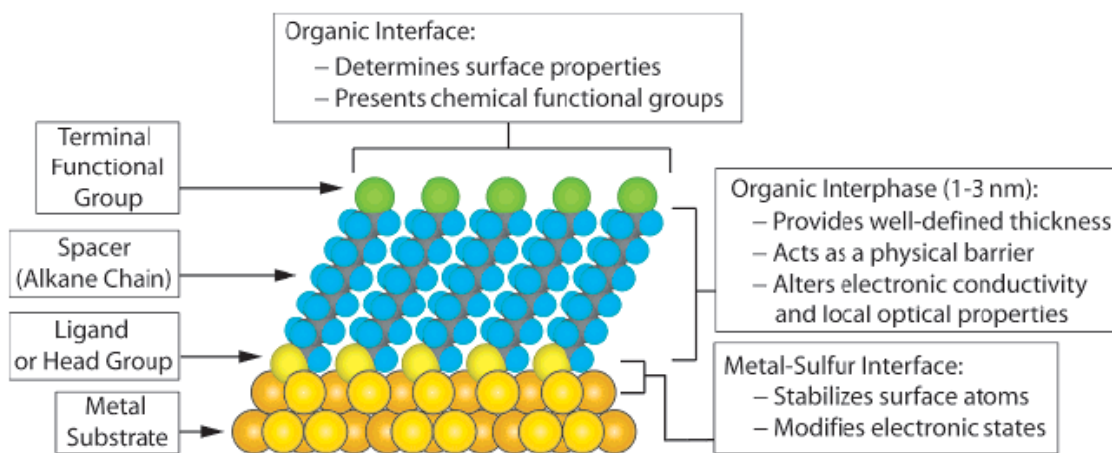 Organic Interface:
– Determines surface properties
– Presents chemical functional groups
Terminal
Functional
Group
Spacer
(Alkane Chain)
Ligand
or Head Group
Metal
Substrate
Organic Interphase (1-3 nm):
– Provides well-defined thickness
– Acts as a physical barrier
– Alters electronic conductivity
and local optical properties
Metal-Sulfur Interface:
– Stabilizes surface atoms
– Modifies electronic states